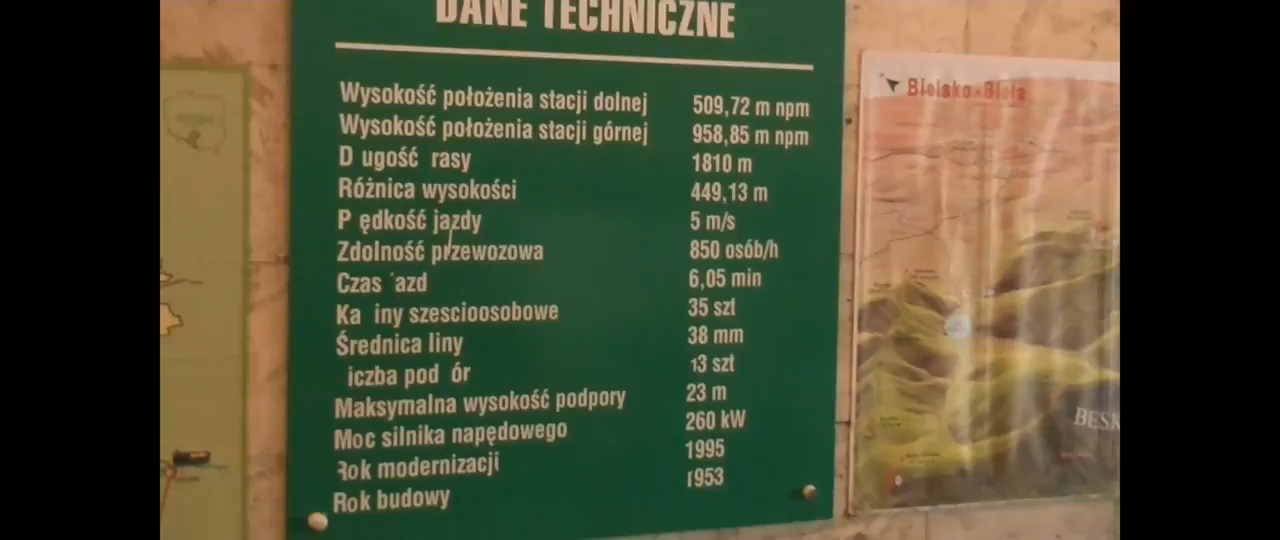 DANE TECHNICZNE
Wysokość położenia stacji dolnej 509,72 m npm
Wysokość położenia stacji górnej 958,85 m npm
D ugość rasy 1810 m
Różnica wysokości 449,13 m
P ędkość jazdy 5 m/s
Zdolność przewozowa 850 osób/h
Czas azd 6,05 min
Ka iny szescioosobowe 35 szt
Średnica liny 38 mm
iczba pod ór 13 szt
Maksymalna wysokość podpory 23 m
Moc silnika napędowego 260 kW
Rok modernizacji 1995
Rok budowy 1953
Bielsko-Biała
BESK